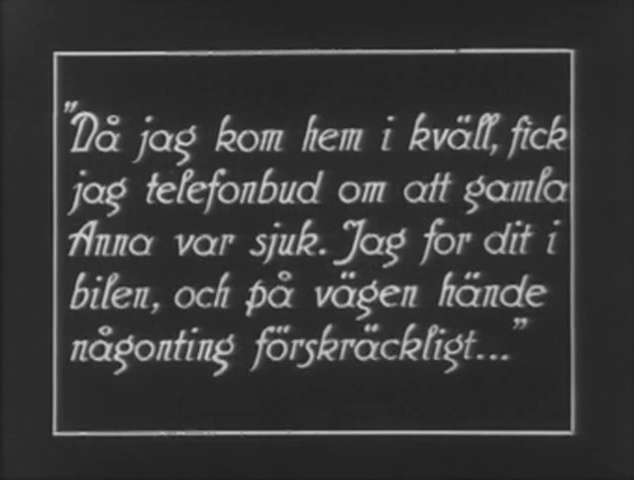 "Då jag kom hem i kväll, fick
jag telefonbud om att gamla
Anna var sjuk. Jag for dit i
bilen, och på vägen hände
någonting förskräckligt..."